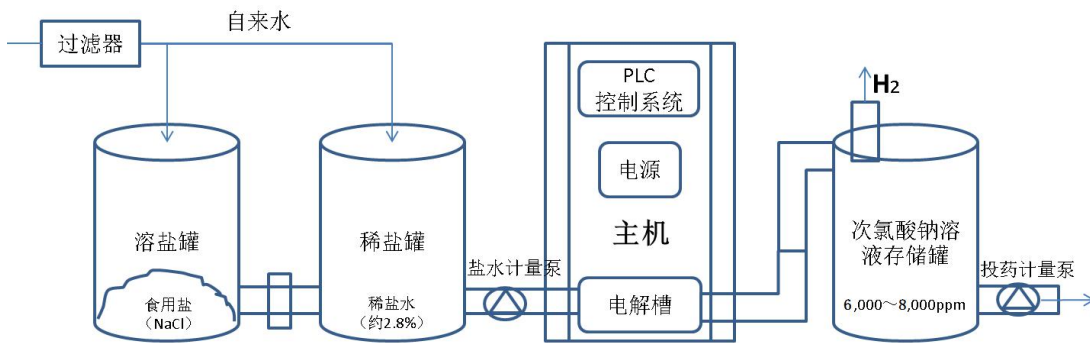 过滤器
自来水
PLC
控制系统
电源
主机
电解槽
H₂
溶盐罐
食用盐
（NaCl）
稀盐罐
稀盐水
（约2.8%）
盐水计量泵
次氯酸钠溶
液存储罐
6,000～8,000ppm
投药计量泵